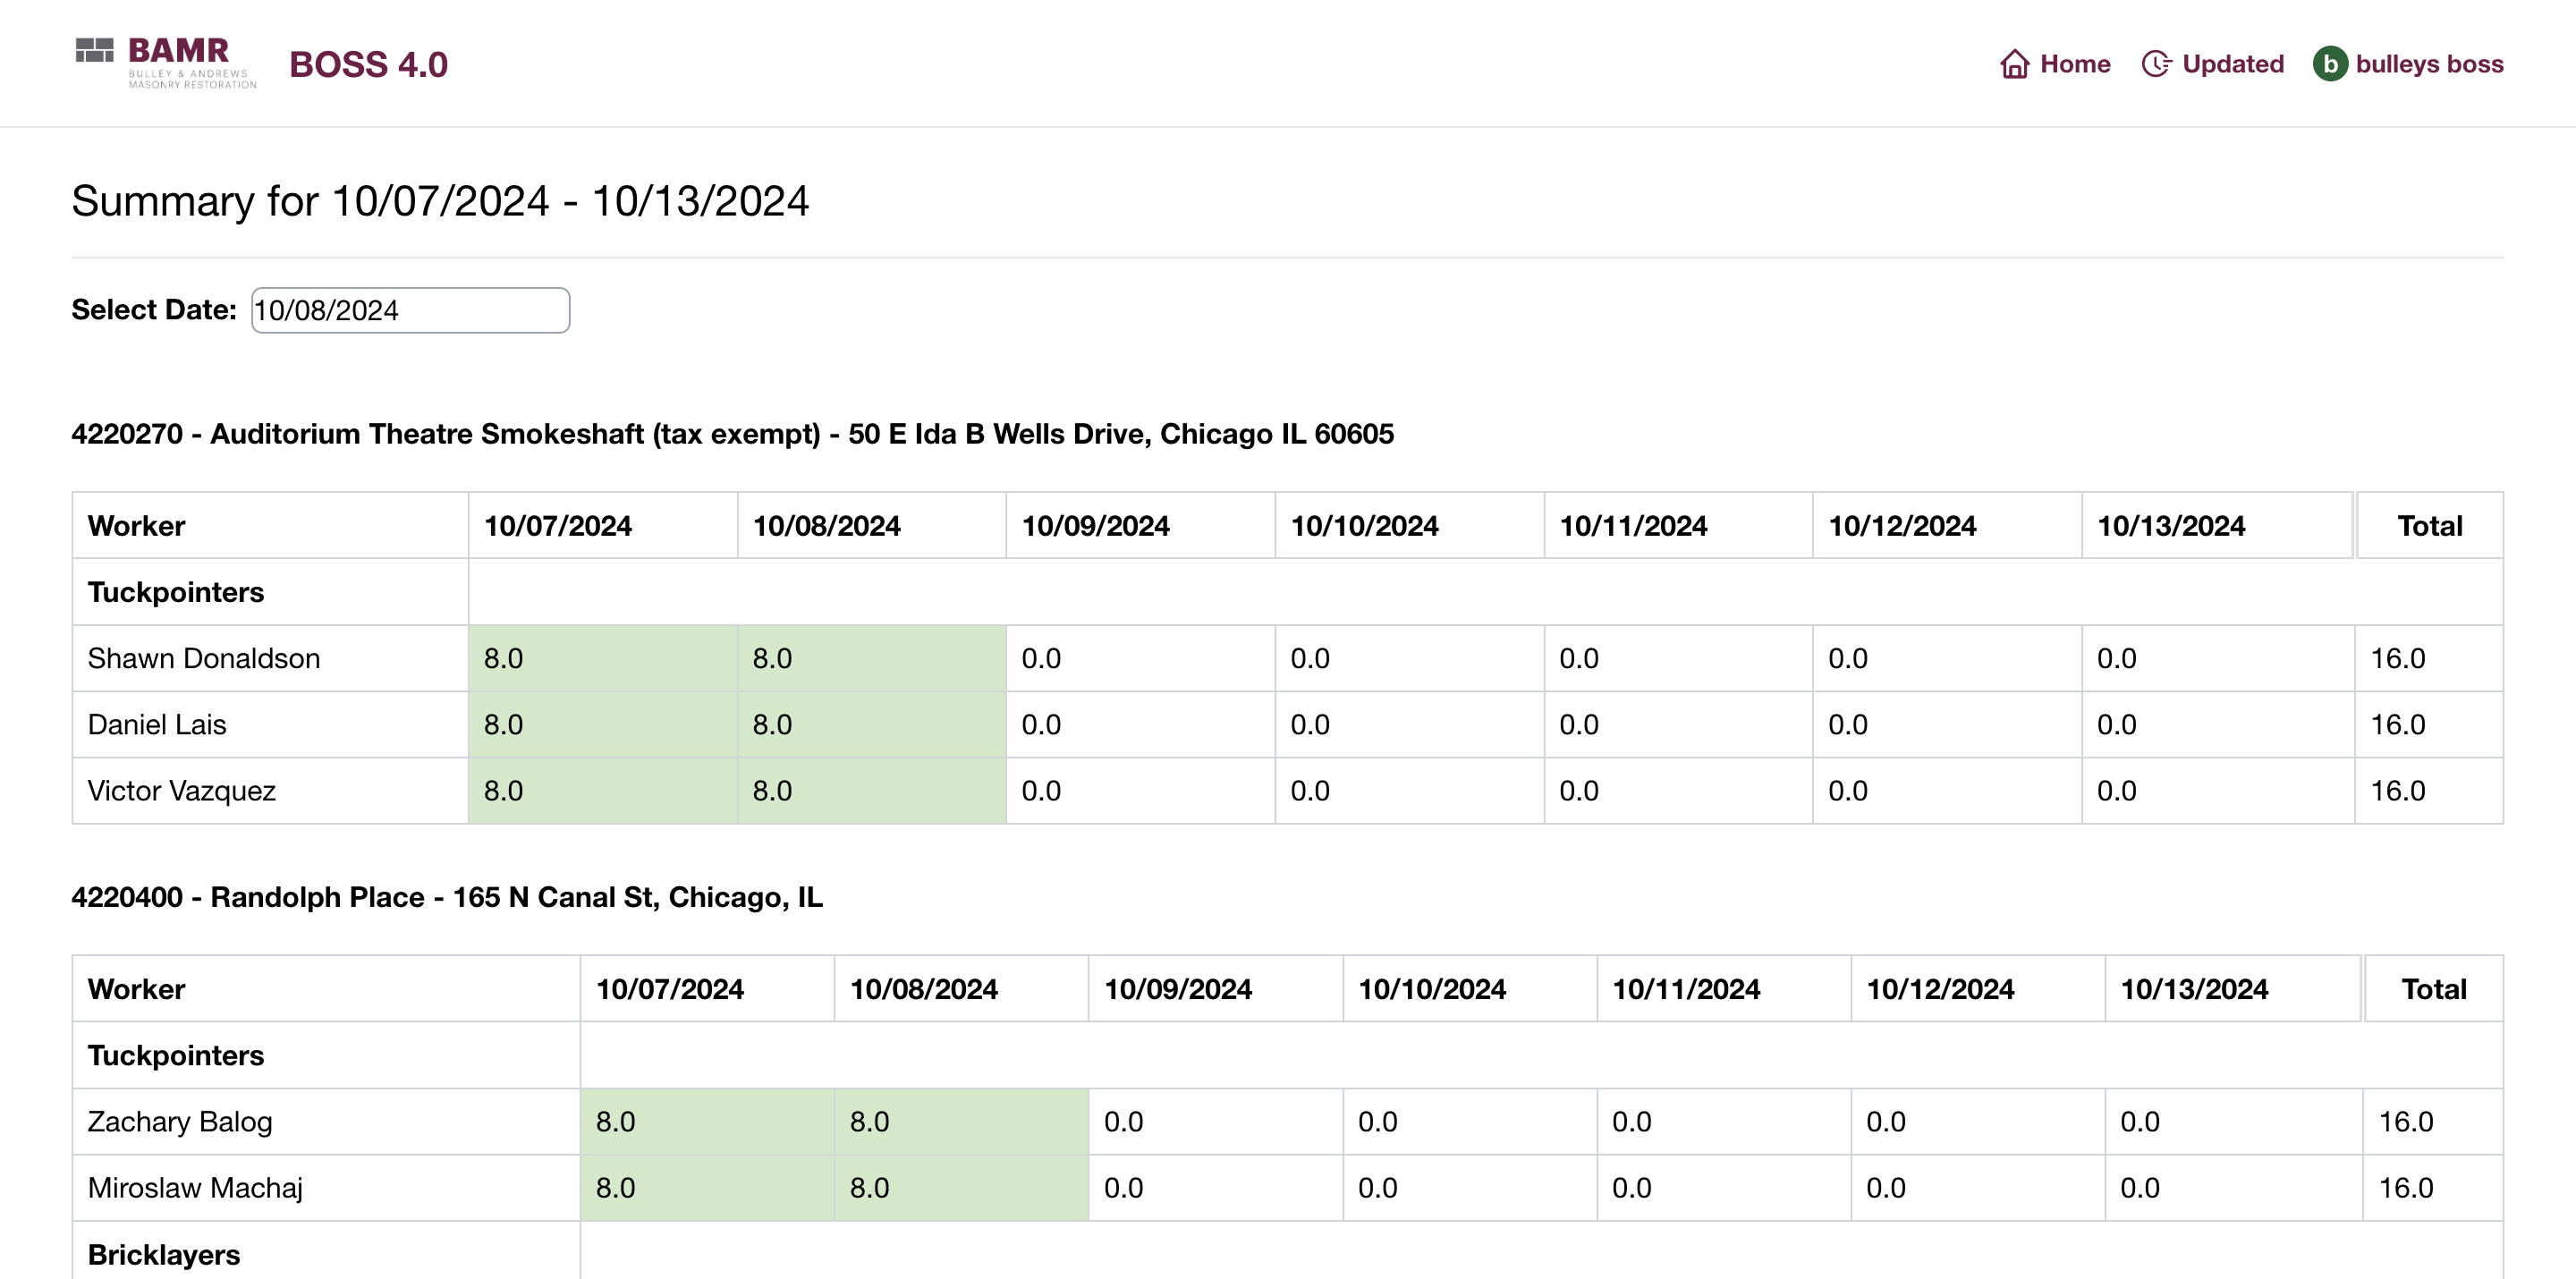 BAMR
BULLEY & ANDREWS
MASONRY RESTORATION
BOSS 4.0
Home
Updated
b bulleys boss
Summary for 10/07/2024 - 10/13/2024
Select Date: 10/08/2024
4220270 - Auditorium Theatre Smokeshaft (tax exempt) - 50 E Ida B Wells Drive, Chicago IL 60605
Worker 10/07/2024 10/08/2024 10/09/2024 10/10/2024 10/11/2024 10/12/2024 10/13/2024 Total
Tuckpointers
Shawn Donaldson 8.0 8.0 0.0 0.0 0.0 0.0 0.0 16.0
Daniel Lais 8.0 8.0 0.0 0.0 0.0 0.0 0.0 16.0
Victor Vazquez 8.0 8.0 0.0 0.0 0.0 0.0 0.0 16.0
4220400 - Randolph Place - 165 N Canal St, Chicago, IL
Worker 10/07/2024 10/08/2024 10/09/2024 10/10/2024 10/11/2024 10/12/2024 10/13/2024 Total
Tuckpointers
Zachary Balog 8.0 8.0 0.0 0.0 0.0 0.0 0.0 16.0
Miroslaw Machaj 8.0 8.0 0.0 0.0 0.0 0.0 0.0 16.0
Bricklayers